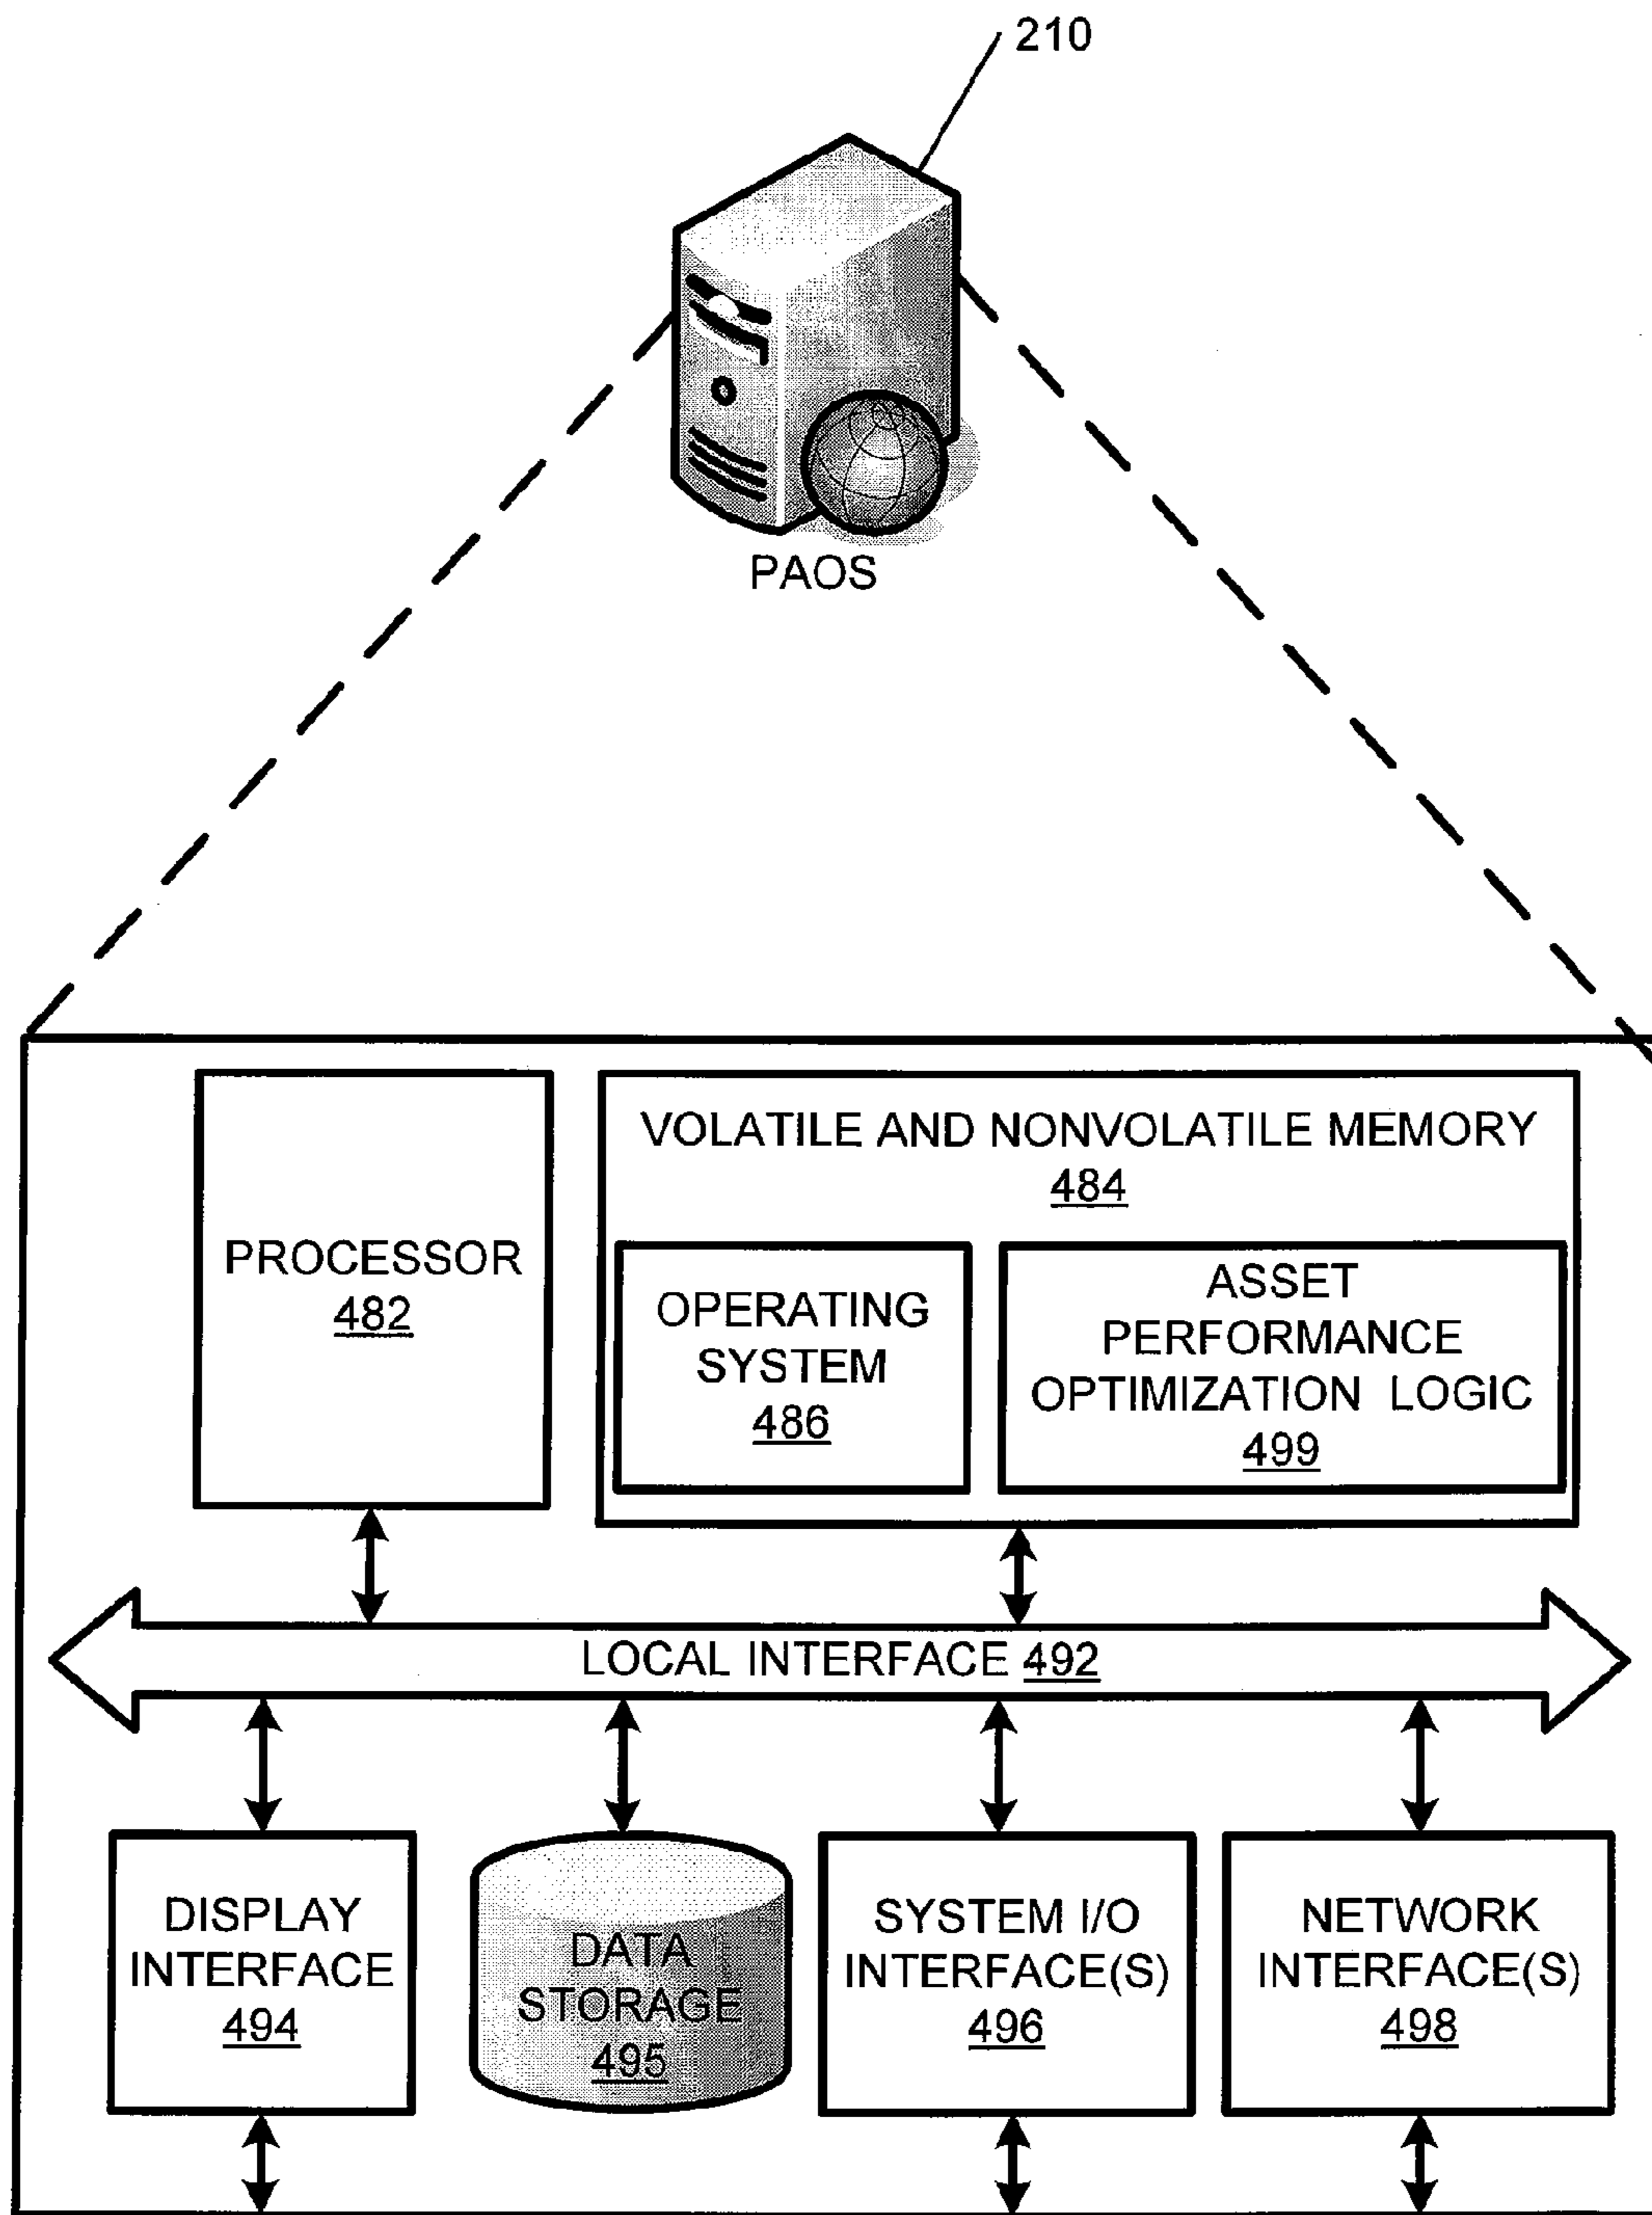 210
PAOS
VOLATILE AND NONVOLATILE MEMORY
484
PROCESSOR
482
OPERATING
SYSTEM
486
ASSET
PERFORMANCE
OPTIMIZATION LOGIC
499
LOCAL INTERFACE 492
DISPLAY
INTERFACE
494
DATA
STORAGE
495
SYSTEM I/O
INTERFACE(S)
496
NETWORK
INTERFACE(S)
498